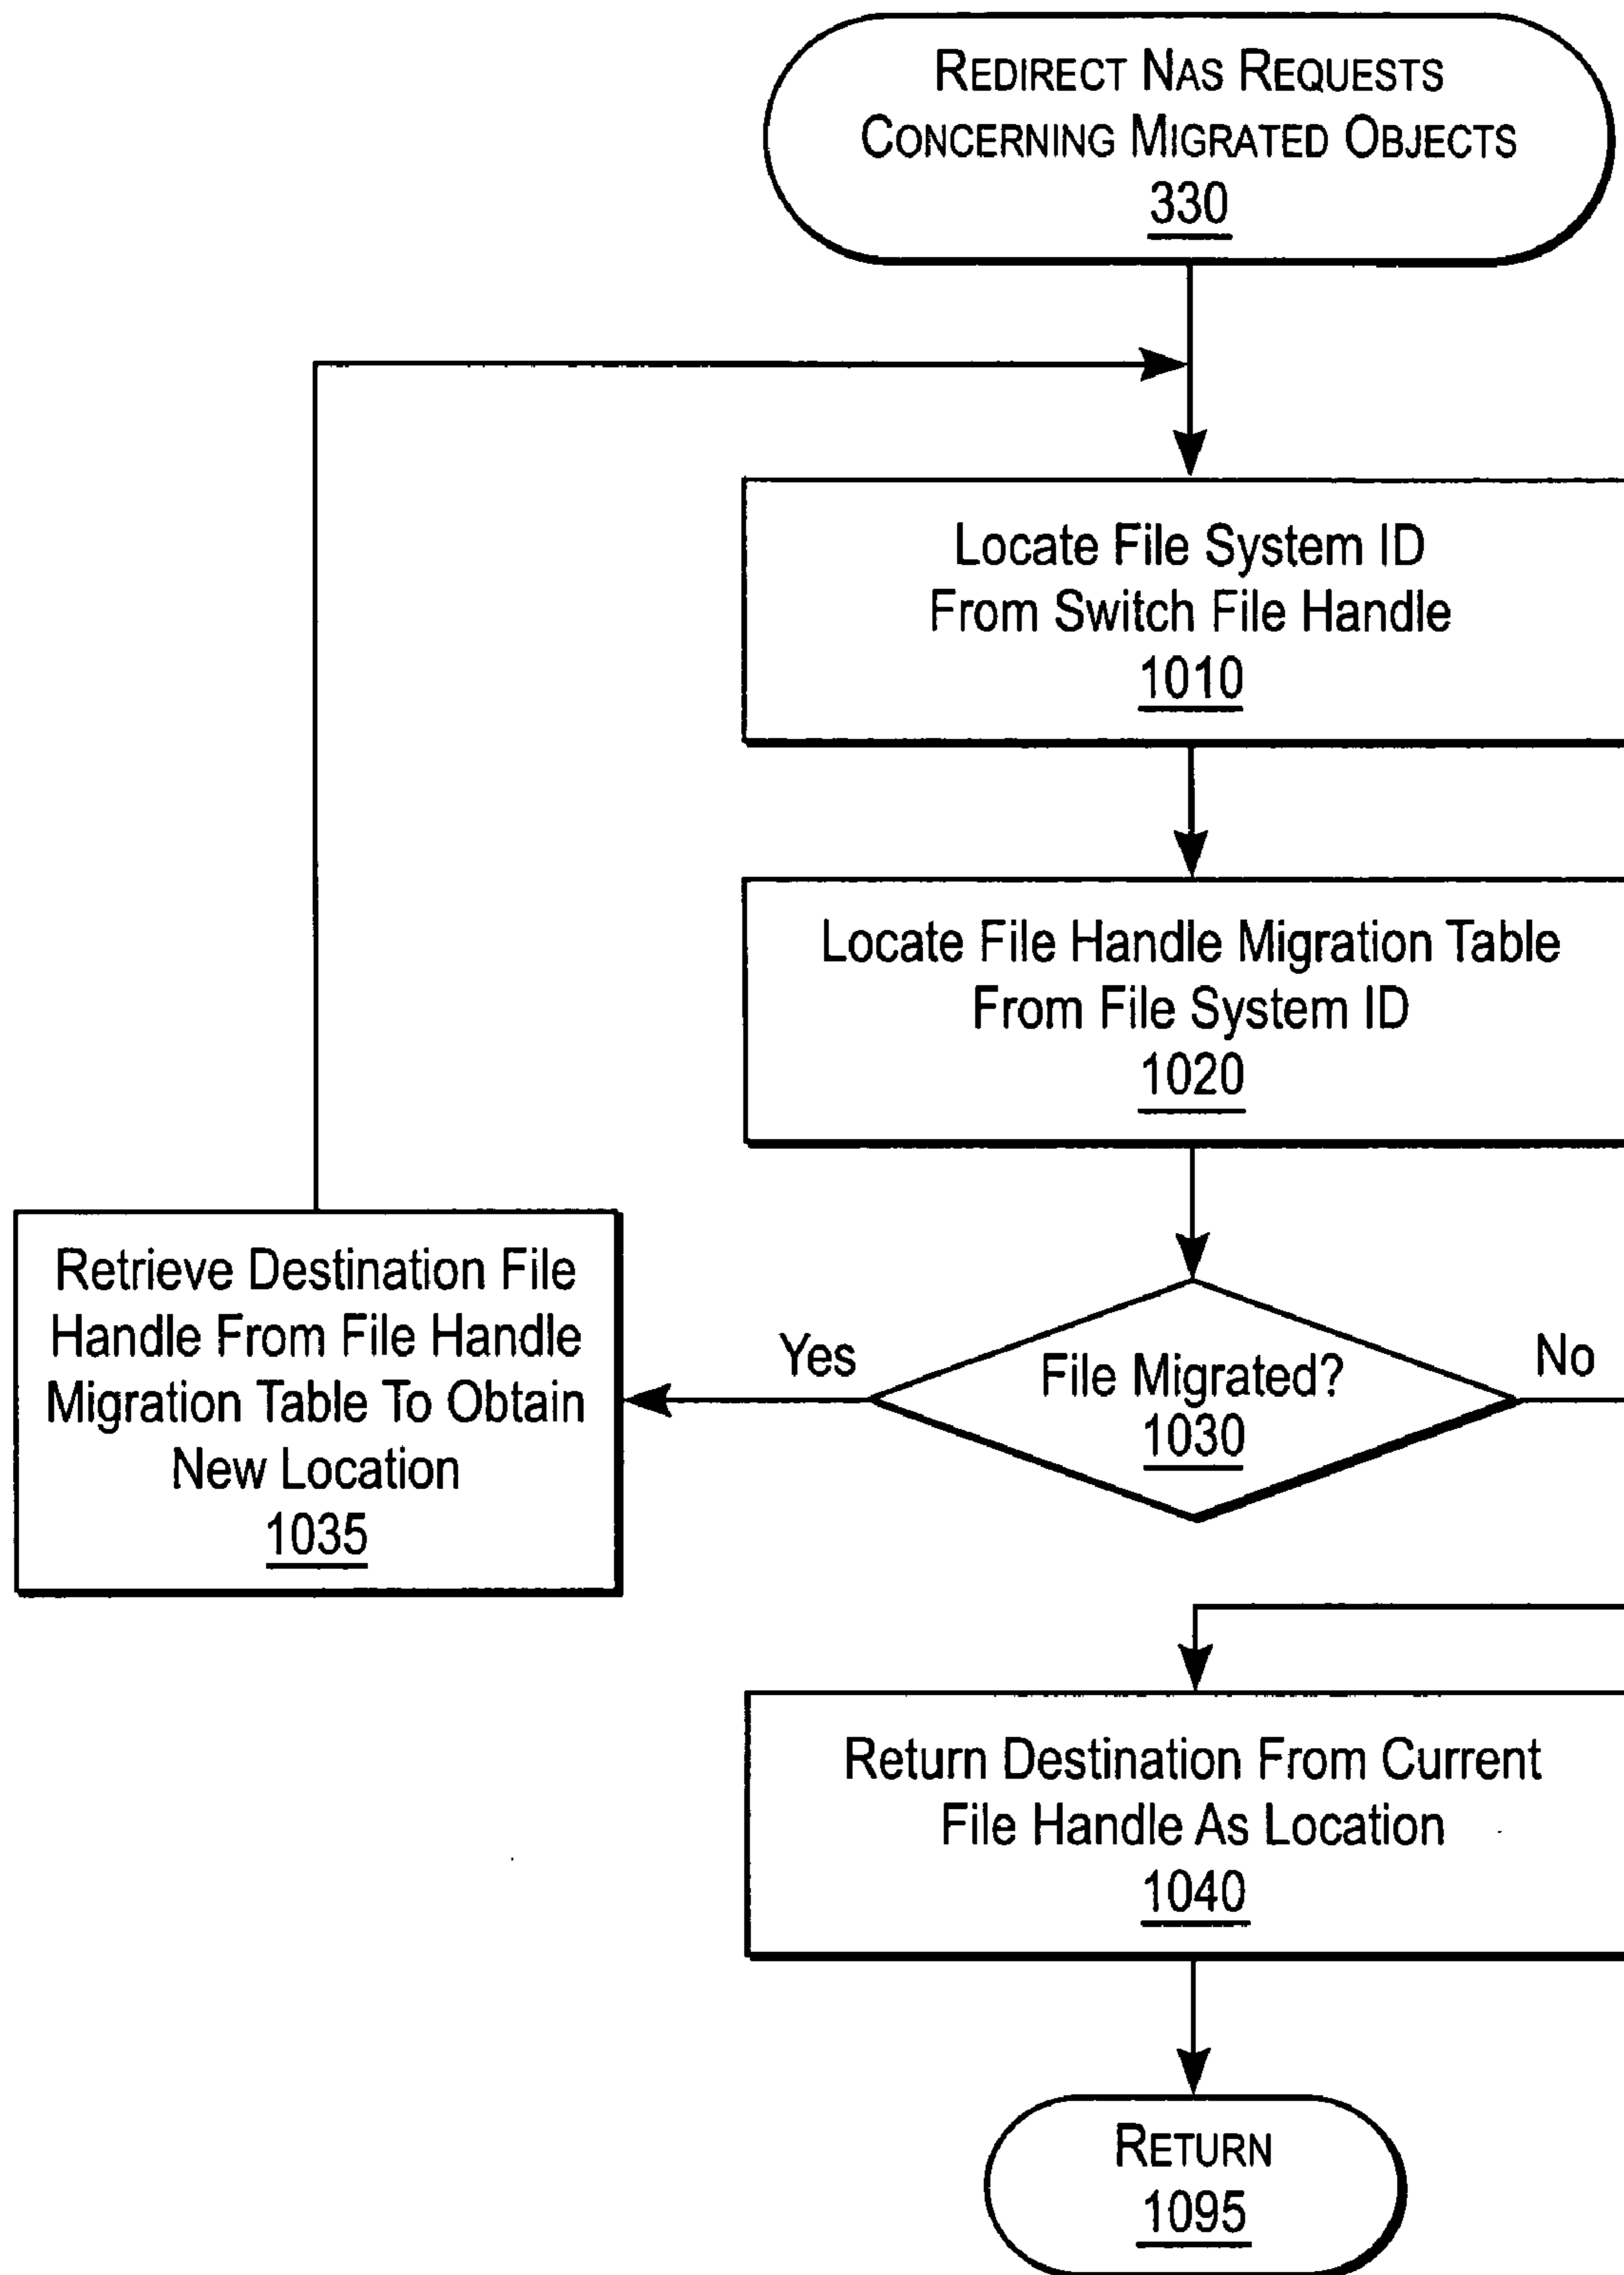 REDIRECT NAS REQUESTS
CONCERNING MIGRATED OBJECTS
330
Locate File System ID
From Switch File Handle
1010
Locate File Handle Migration Table
From File System ID
1020
File Migrated?
1030
Yes
No
Retrieve Destination File
Handle From File Handle
Migration Table To Obtain
New Location
1035
Return Destination From Current
File Handle As Location
1040
RETURN
1095